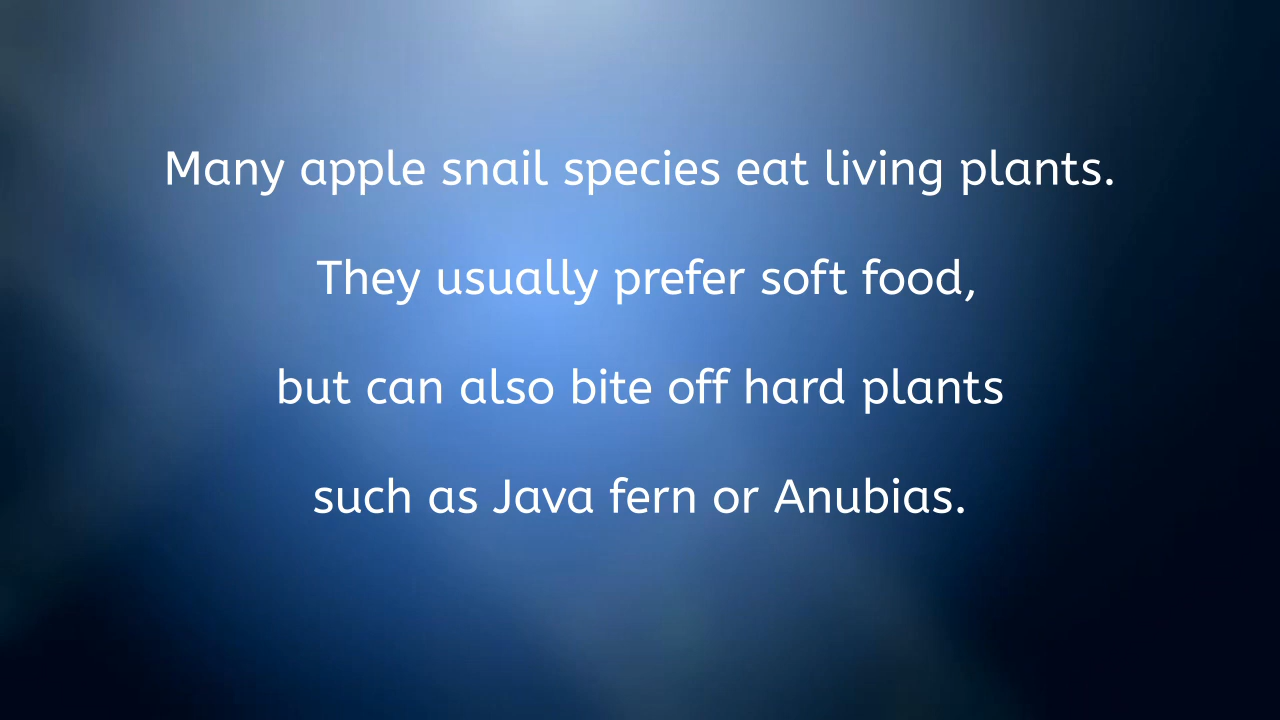 Many apple snail species eat living plants.
They usually prefer soft food,
but can also bite off hard plants
such as Java fern or Anubias.